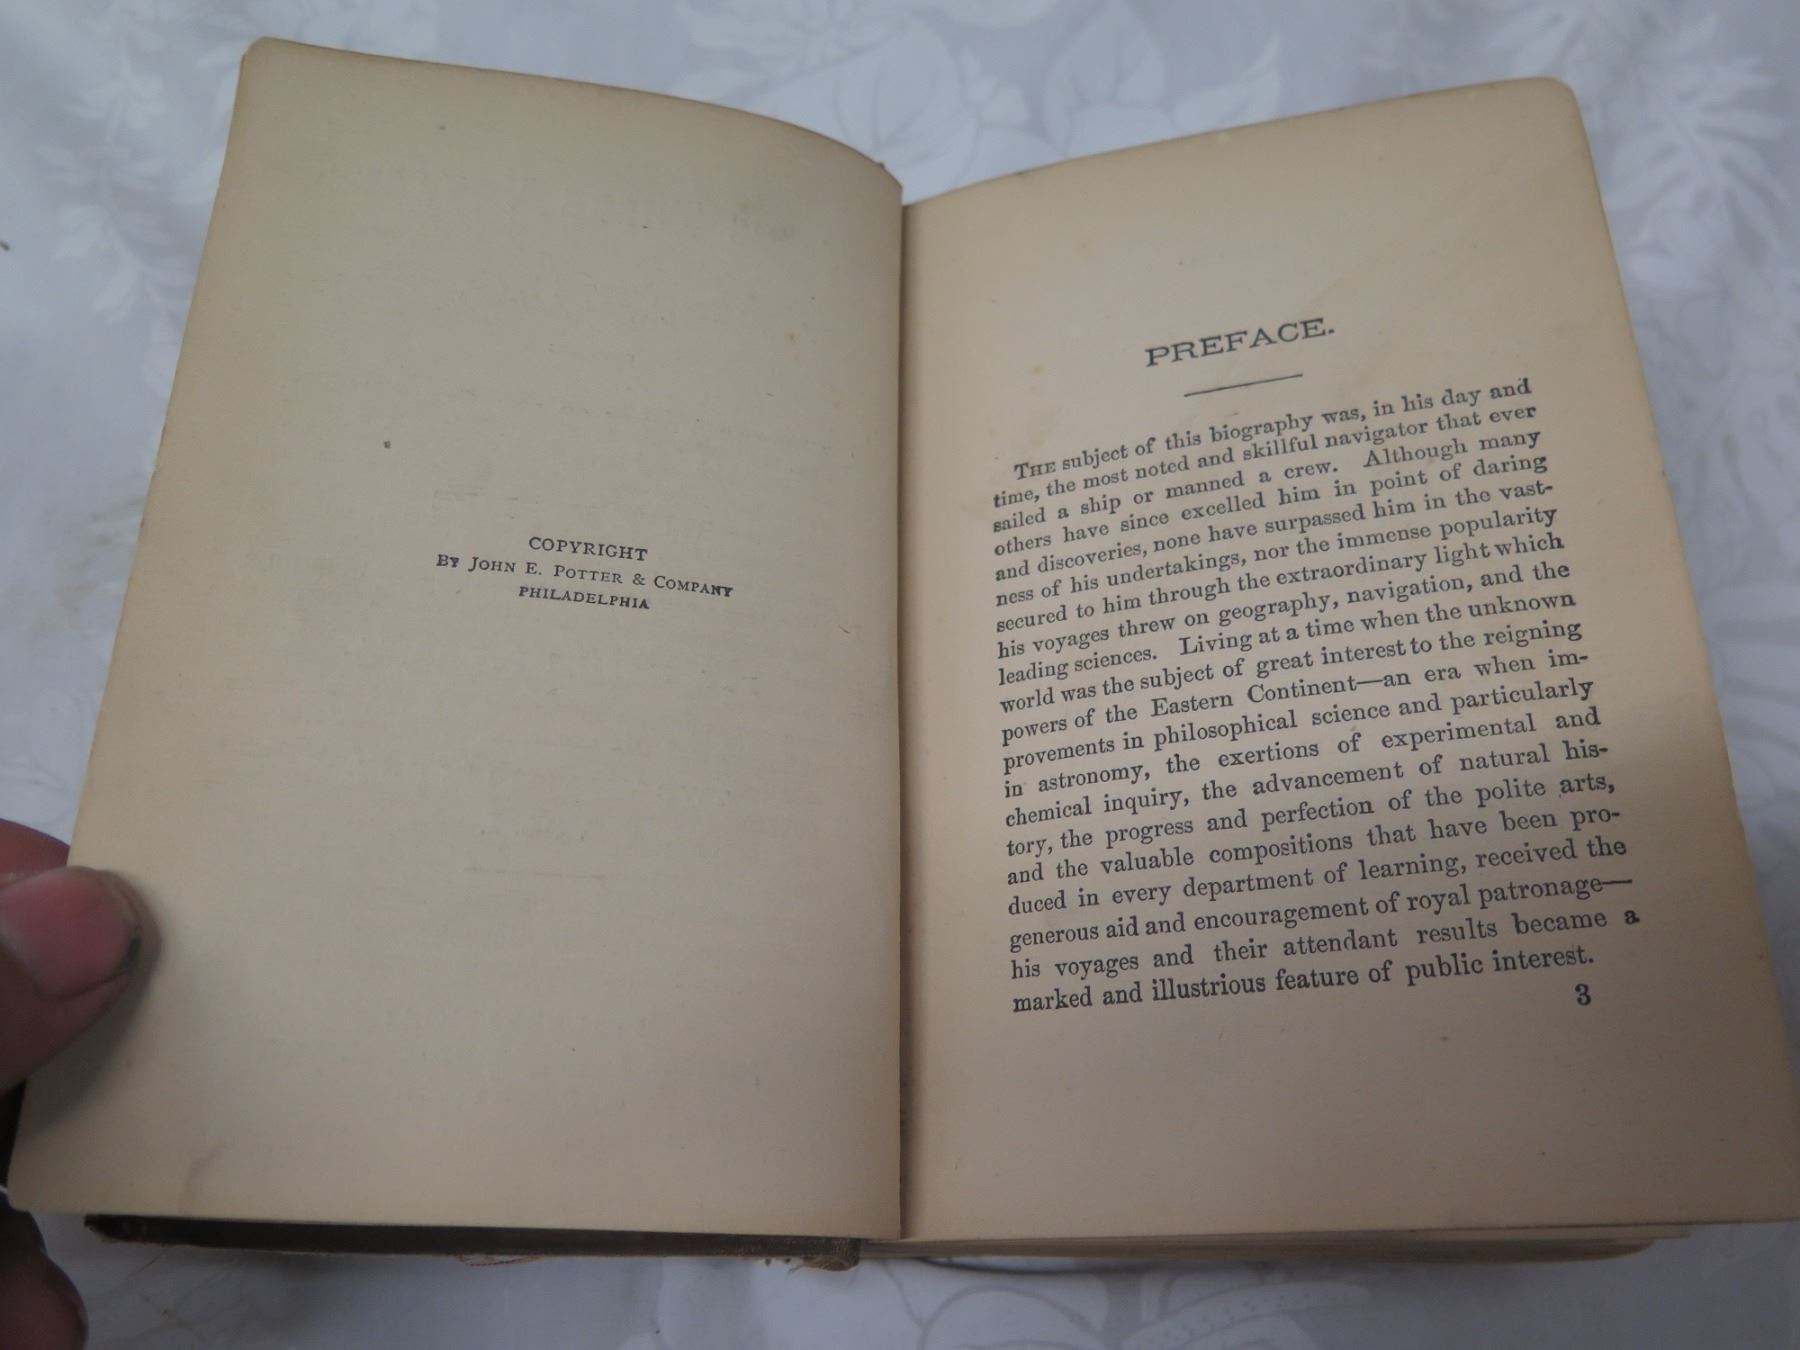 COPYRIGHT
BY JOHN E. POTTER & COMPANY
PHILADELPHIA
PREFACE.
THE subject of this biography was, in his day and
time, the most noted and skillful navigator that ever
sailed a ship or manned a crew. Although many
others have since excelled him in point of daring
and discoveries, none have surpassed him in the vast-
ness of his undertakings, nor the immense popularity
secured to him through the extraordinary light which
his voyages threw on geography, navigation, and the
leading sciences. Living at a time when the unknown
world was the subject of great interest to the reigning
powers of the Eastern Continent—an era when im-
provements in philosophical science and particularly
in astronomy, the exertions of experimental and
chemical inquiry, the advancement of natural his-
tory, the progress and perfection of the polite arts,
and the valuable compositions that have been pro-
duced in every department of learning, received the
generous aid and encouragement of royal patronage—
his voyages and their attendant results became a
marked and illustrious feature of public interest.
3